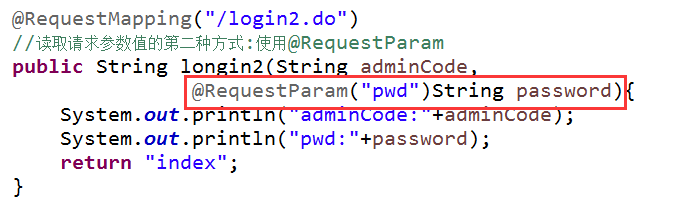 @RequestMapping("/login2.do")
//读取请求参数值的第二种方式:使用@RequestParam
public String longin2(String adminCode,
@RequestParam("pwd")String password){
System.out.println("adminCode:"+adminCode);
System.out.println("pwd:"+password);
return "index";
}